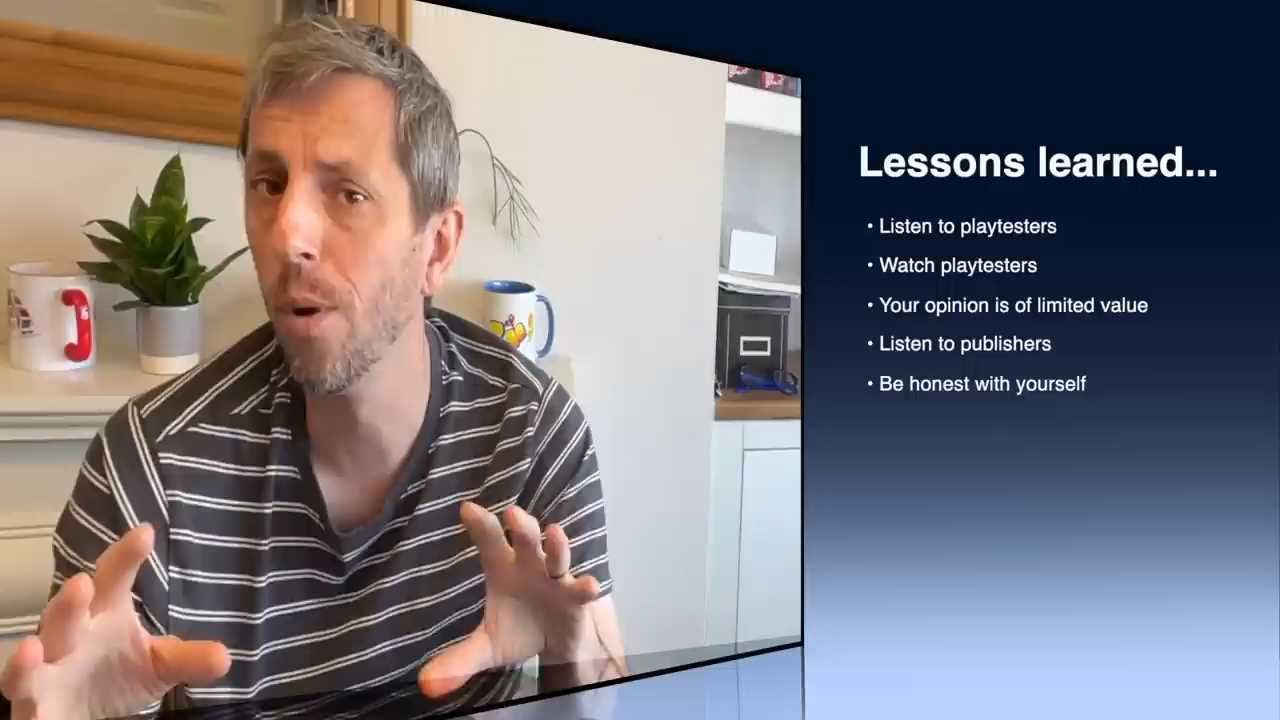 Lessons learned...
• Listen to playtesters
• Watch playtesters
• Your opinion is of limited value
• Listen to publishers
• Be honest with yourself